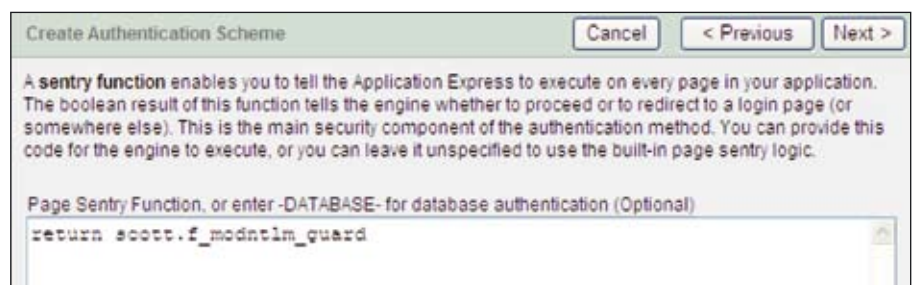 Create Authentication Scheme
Cancel
< Previous
Next >
A sentry function enables you to tell the Application Express to execute on every page in your application.
The boolean result of this function tells the engine whether to proceed or to redirect to a login page (or
somewhere else). This is the main security component of the authentication method. You can provide this
code for the engine to execute, or you can leave it unspecified to use the built-in page sentry logic.
Page Sentry Function, or enter -DATABASE- for database authentication (Optional)
return scott.f_modntlm_guard